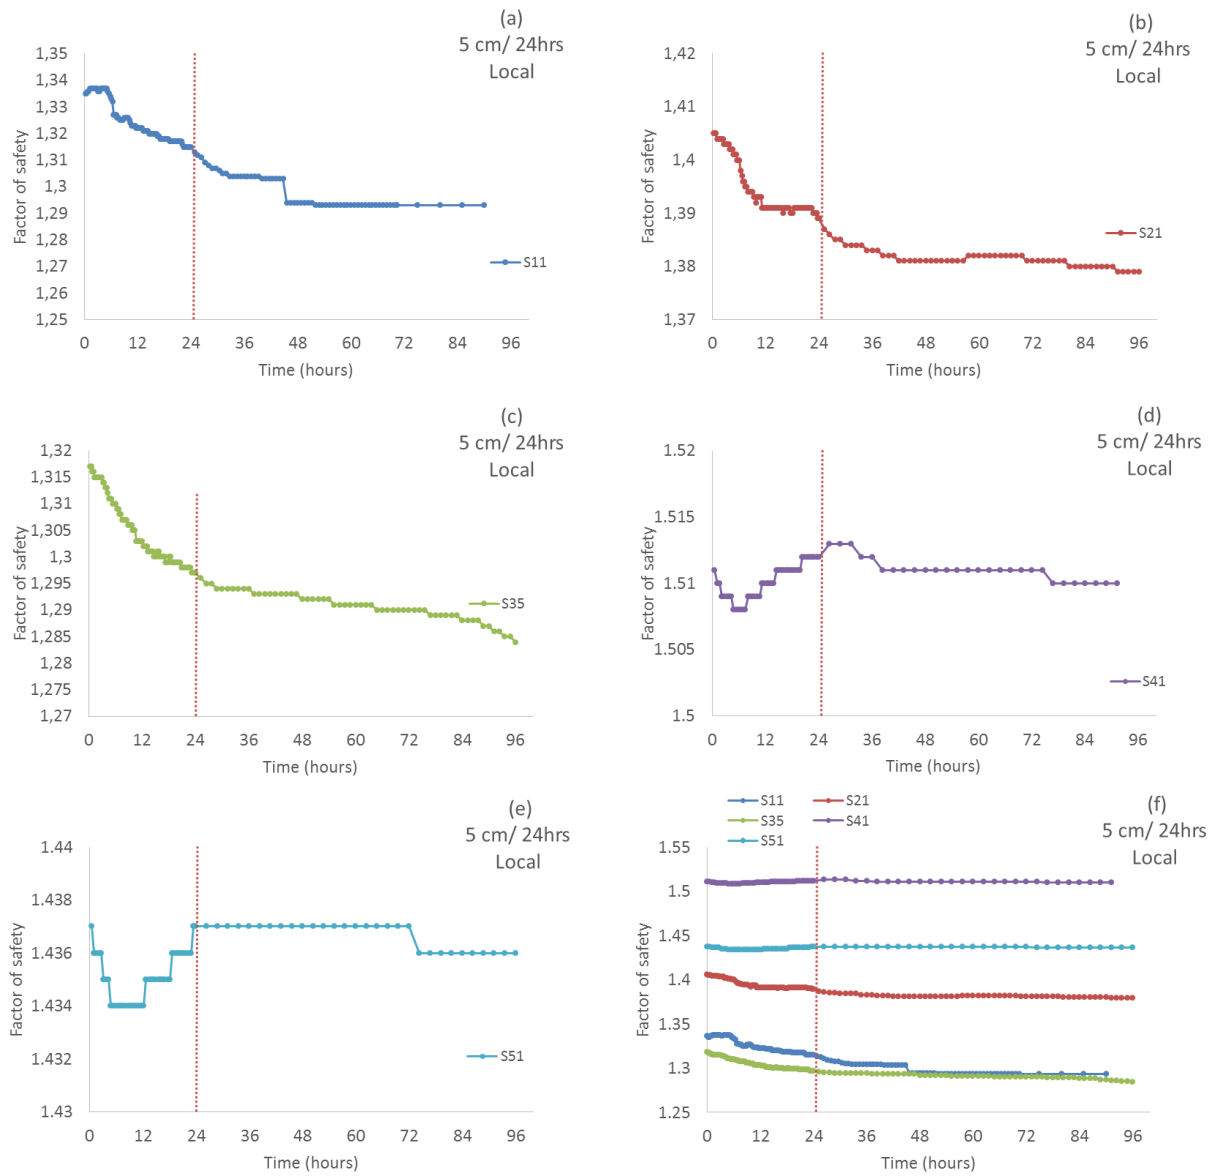 (a)
5 cm/ 24hrs
Local
1,35
1,34
1,33
1,32
1,31
1,3
1,29
1,28
1,27
1,26
1,25
Factor of safety
S11
0 12 24 36 48 60 72 84 96
Time (hours)
(b)
5 cm/ 24hrs
Local
1,42
1,41
1,4
1,39
1,38
1,37
Factor of safety
S21
0 12 24 36 48 60 72 84 96
Time (hours)
(c)
5 cm/ 24hrs
Local
1,32
1,315
1,31
1,305
1,3
1,295
1,29
1,285
1,28
1,275
1,27
Factor of safety
S35
0 12 24 36 48 60 72 84 96
Time (hours)
(d)
5 cm/ 24hrs
Local
1.52
1.515
1.51
1.505
1.5
Factor of safety
S41
0 12 24 36 48 60 72 84 96
Time (hours)
(e)
5 cm/ 24hrs
Local
1.44
1.438
1.436
1.434
1.432
1.43
Factor of safety
S51
0 12 24 36 48 60 72 84 96
Time (hours)
S11 S21
S35 S41
S51
(f)
5 cm/ 24hrs
Local
1.55
1.5
1.45
1.4
1.35
1.3
1.25
Factor of safety
0 12 24 36 48 60 72 84 96
Time (hours)